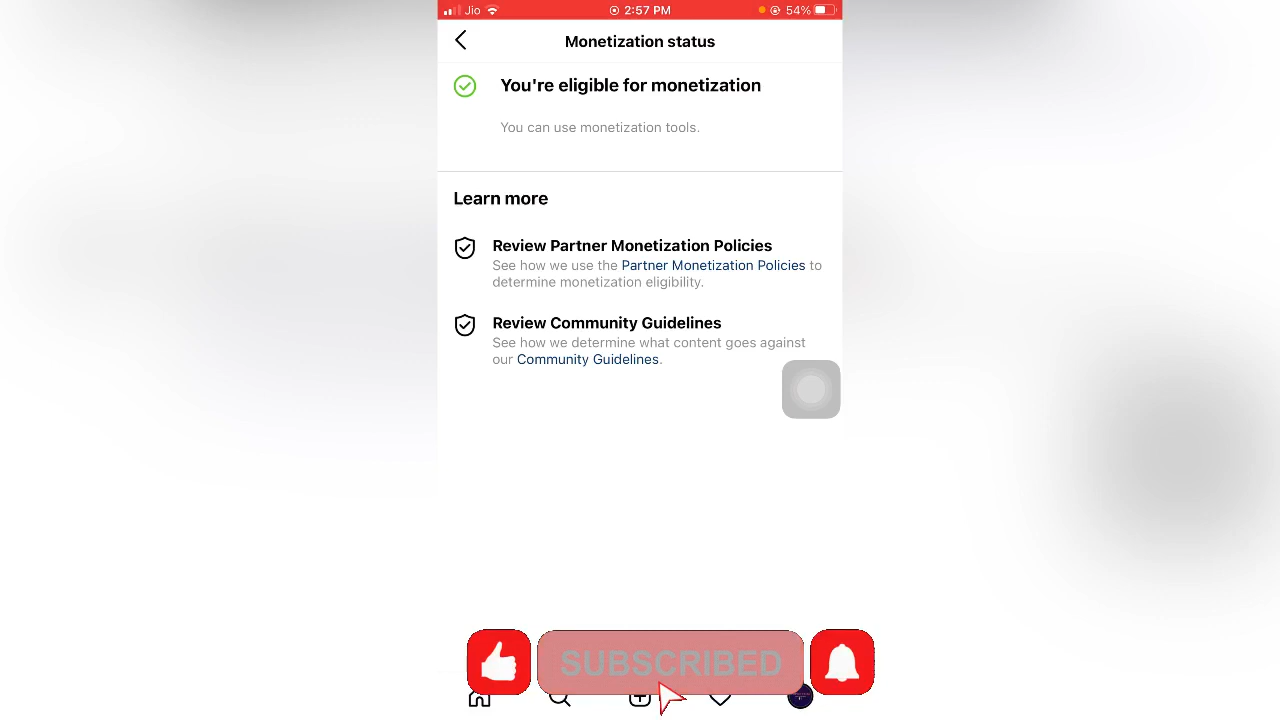 Jio 2:57 PM 54%
Monetization status
You're eligible for monetization
You can use monetization tools.
Learn more
Review Partner Monetization Policies
See how we use the Partner Monetization Policies to
determine monetization eligibility.
Review Community Guidelines
See how we determine what content goes against
our Community Guidelines.
SUBSCRIBED